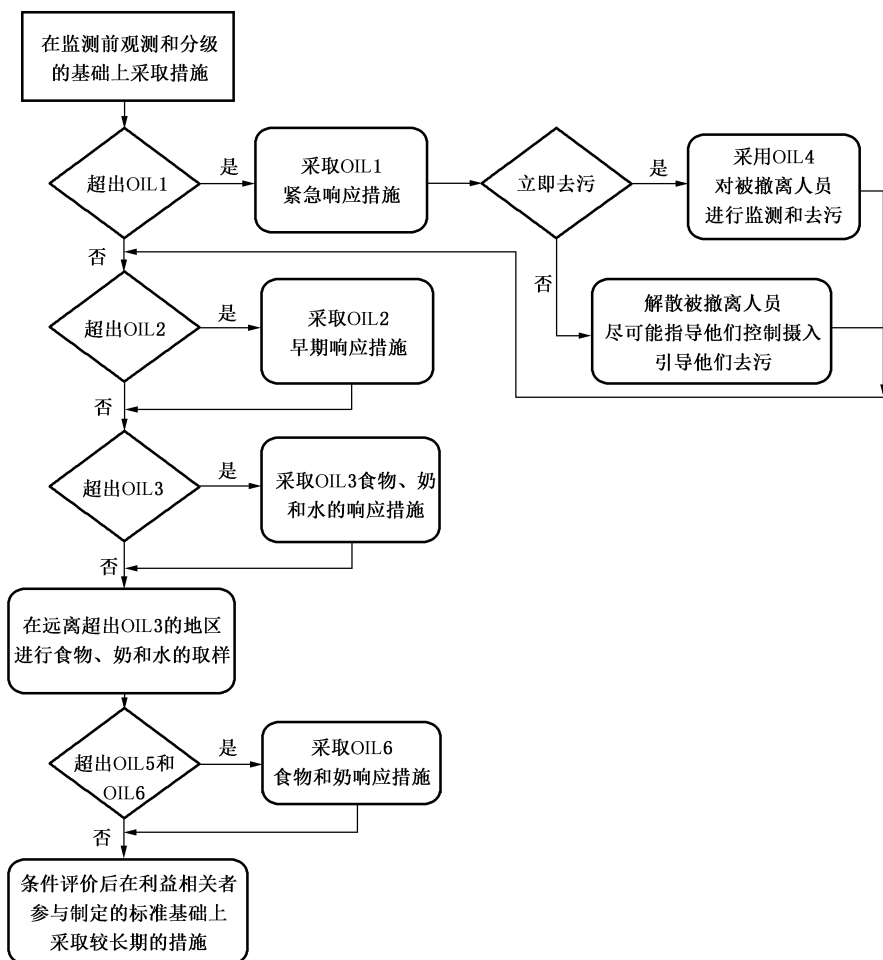 在监测前观测和分级
的基础上采取措施
超出OIL1
是
采取OIL1
紧急响应措施
立即去污
是
采用OIL4
对被撤离人员
进行监测和去污
否
否
解散被撤离人员
尽可能指导他们控制摄入
引导他们去污
超出OIL2
是
采取OIL2
早期响应措施
否
超出OIL3
是
采取OIL3食物、奶
和水的响应措施
否
在远离超出OIL3的地区
进行食物、奶和水的取样
超出OIL5和
OIL6
是
采取OIL6
食物和奶响应措施
否
条件评价后在利益相关者
参与制定的标准基础上
采取较长期的措施